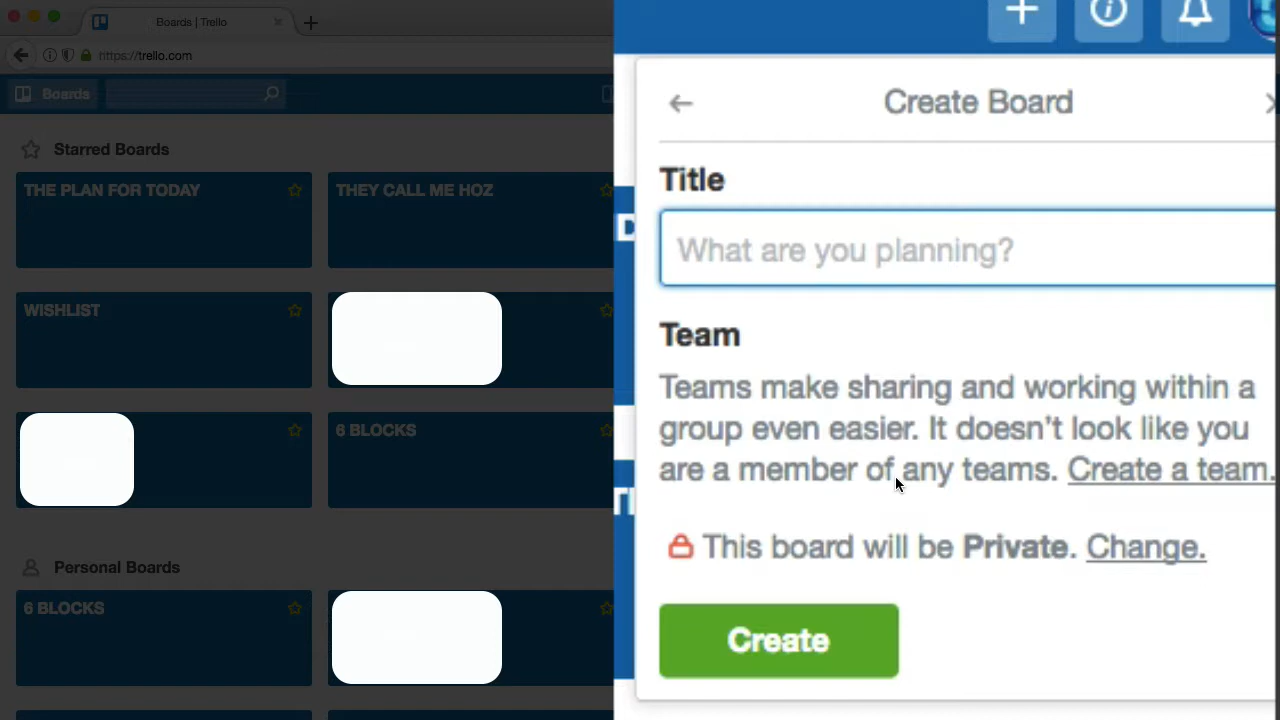 Boards | Trello
https://trello.com
Boards
Starred Boards
THE PLAN FOR TODAY
THEY CALL ME HOZ
WISHLIST
6 BLOCKS
Personal Boards
6 BLOCKS
Create Board
Title
What are you planning?
Team
Teams make sharing and working within a
group even easier. It doesn't look like you
are a member of any teams. Create a team.
This board will be Private. Change.
Create